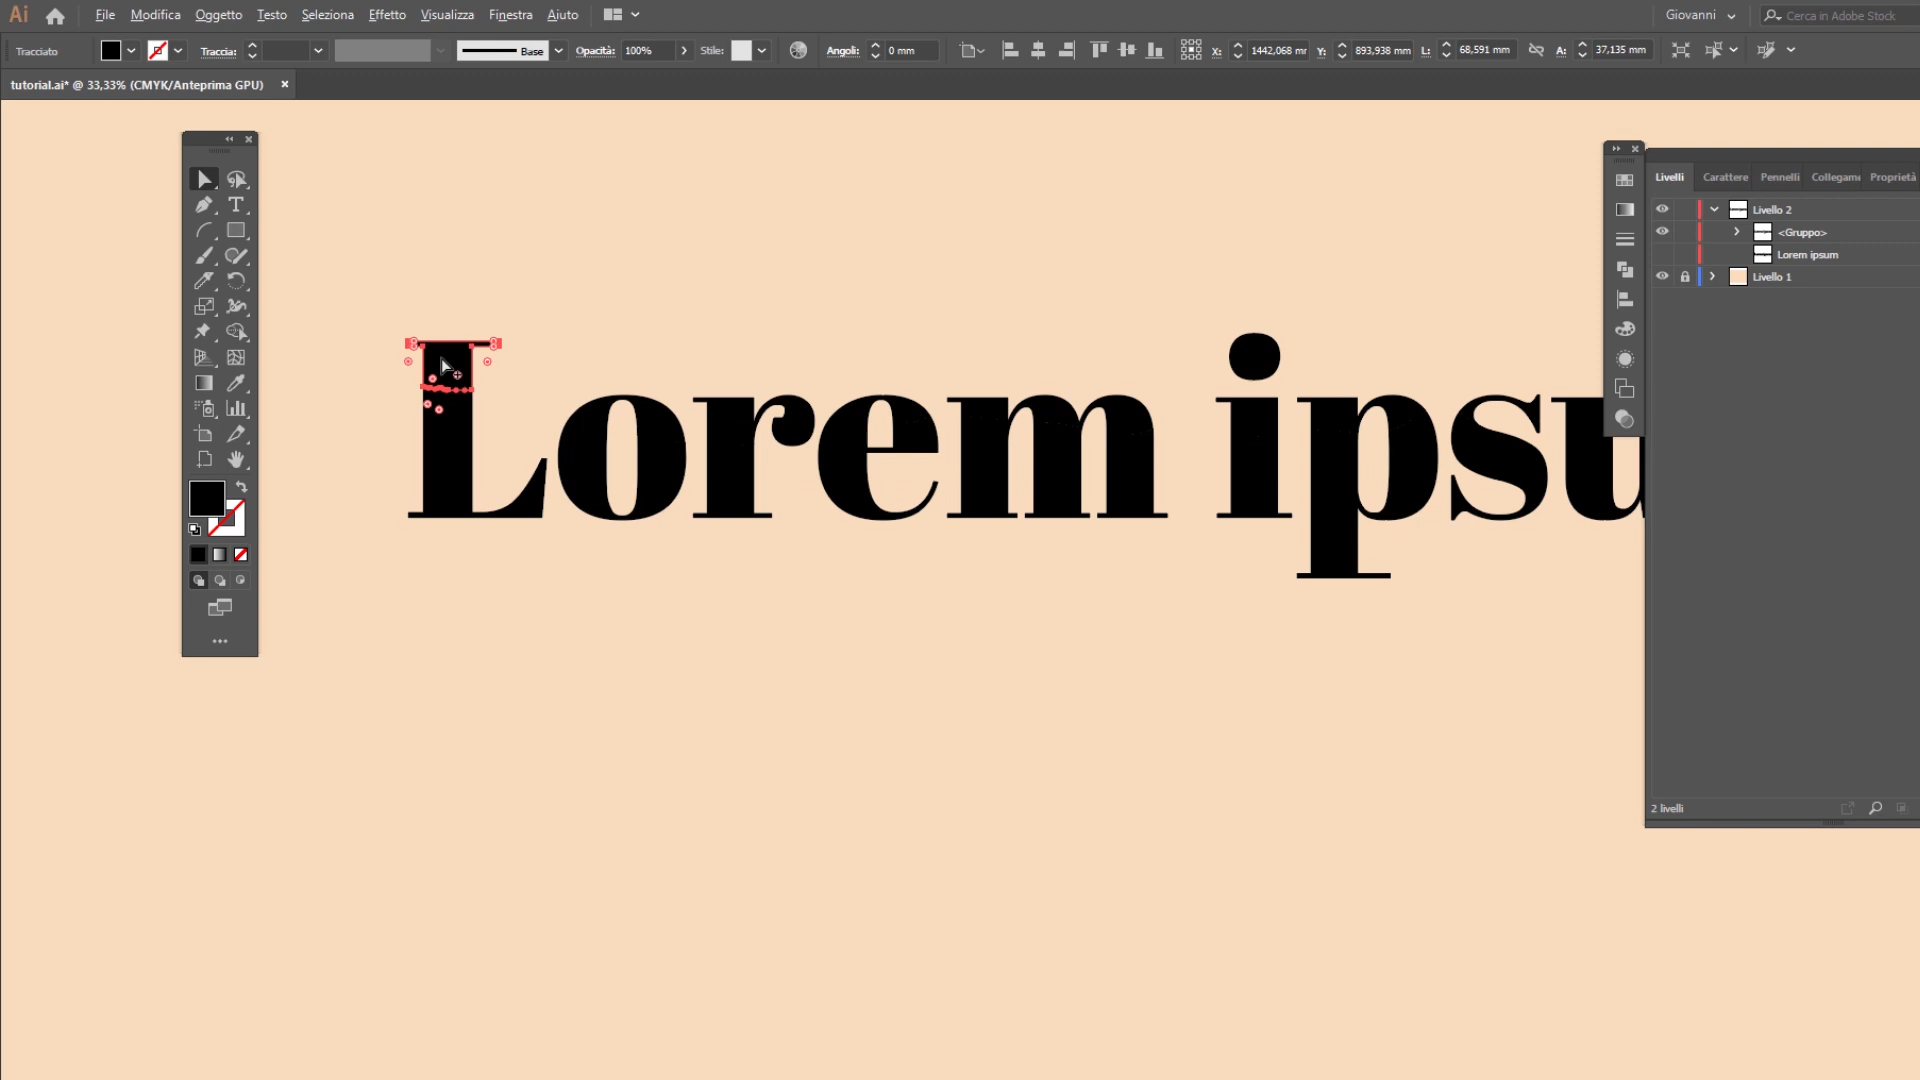 Ai File Modifica Oggetto Testo Seleziona Effetto Visualizza Finestra Aiuto Giovanni Cerca in Adobe Stock
Tracciato Traccia: Base Opacità: 100% Stile: Angoli: 0 mm X: 1442,068 mm Y: 893,938 mm L: 68,591 mm A: 37,135 mm
tutorial.ai* @ 33,33% (CMYK/Anteprima GPU)
Livelli Carattere Pennelli Collegame Proprietà
Livello 2
<Gruppo>
Lorem ipsum
Livello 1
Lorem ipsu
2 livelli